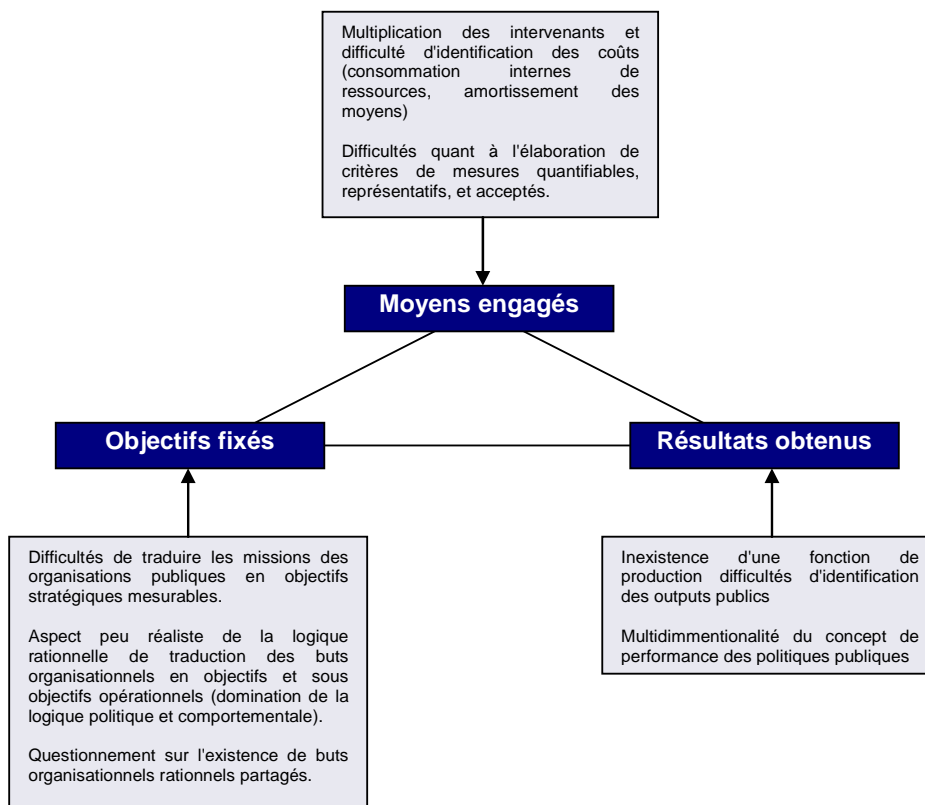 Multiplication des intervenants et
difficulté d'identification des coûts
(consommation internes de
ressources, amortissement des
moyens)
Difficultés quant à l'élaboration de
critères de mesures quantifiables,
représentatifs, et acceptés.
Moyens engagés
Objectifs fixés
Résultats obtenus
Difficultés de traduire les missions des
organisations publiques en objectifs
stratégiques mesurables.
Aspect peu réaliste de la logique
rationnelle de traduction des buts
organisationnels en objectifs et sous
objectifs opérationnels (domination de la
logique politique et comportementale).
Questionnement sur l'existence de buts
organisationnels rationnels partagés.
Inexistence d'une fonction de
production difficultés d'identification
des outputs publics
Multidimmentionalité du concept de
performance des politiques publiques